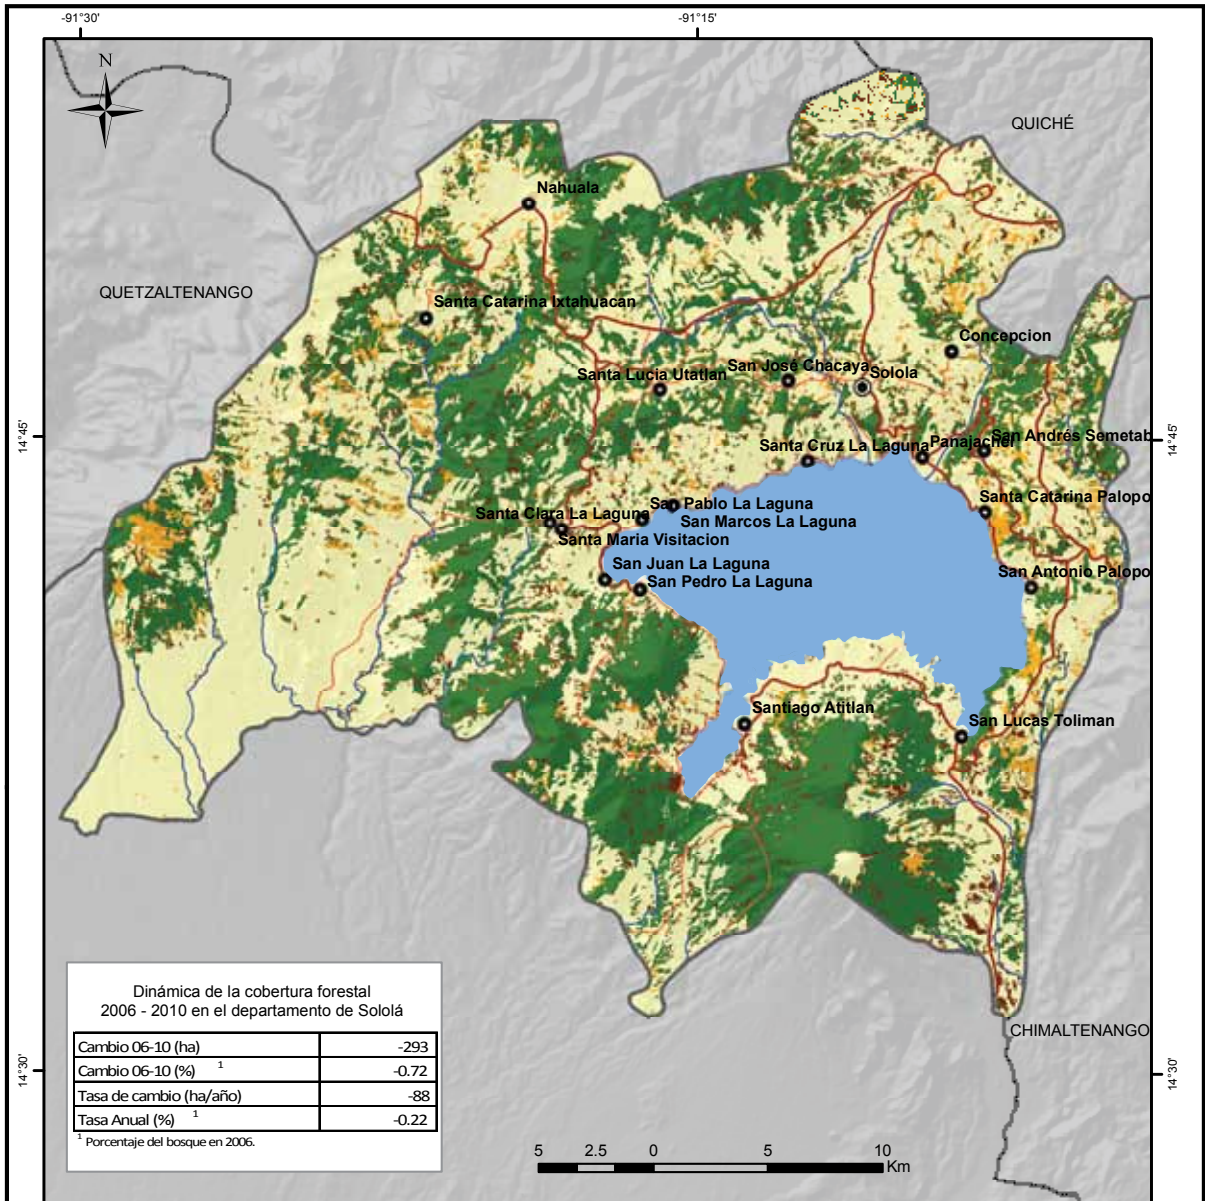 -91°30'
-91°15'
N
QUICHÉ
Nahuala
QUETZALTENANGO
Santa Catarina Ixtahuacan
Concepcion
San José Chacaya
Solola
Santa Lucia Utatlan
14°45'
14°45'
San Andrés Semetab
Santa Cruz La Laguna
Panajachel
Santa Catarina Palopo
San Pablo La Laguna
Santa Clara La Laguna
San Marcos La Laguna
Santa Maria Visitacion
San Juan La Laguna
San Antonio Palopo
San Pedro La Laguna
Santiago Atitlan
San Lucas Toliman
Dinámica de la cobertura forestal
2006 - 2010 en el departamento de Sololá
Cambio 06-10 (ha) -293
Cambio 06-10 (%) 1 -0.72
Tasa de cambio (ha/año) -88
Tasa Anual (%) 1 -0.22
1 Porcentaje del bosque en 2006.
CHIMALTENANGO
14°30'
14°30'
5 2.5 0 5 10
Km